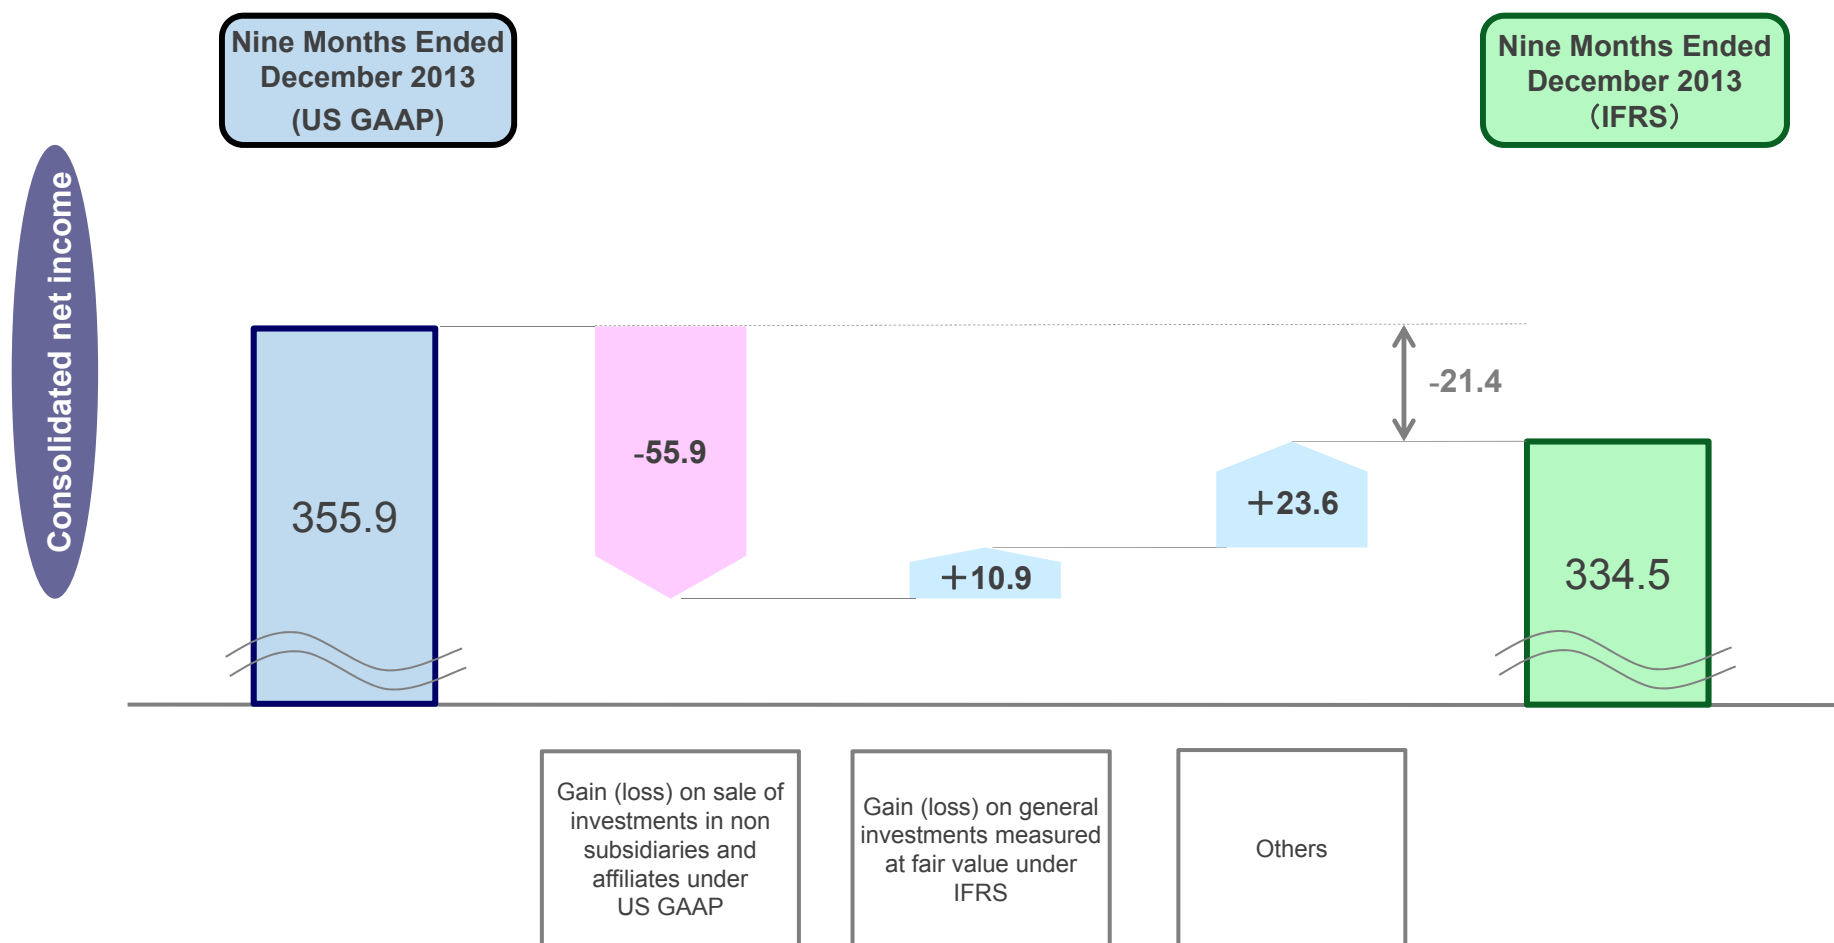 Nine Months Ended
December 2013
(US GAAP)
Nine Months Ended
December 2013
（IFRS）
Consolidated net income
355.9
-55.9
＋10.9
＋23.6
-21.4
334.5
Gain (loss) on sale of
investments in non
subsidiaries and
affiliates under
US GAAP
Gain (loss) on general
investments measured
at fair value under
IFRS
Others